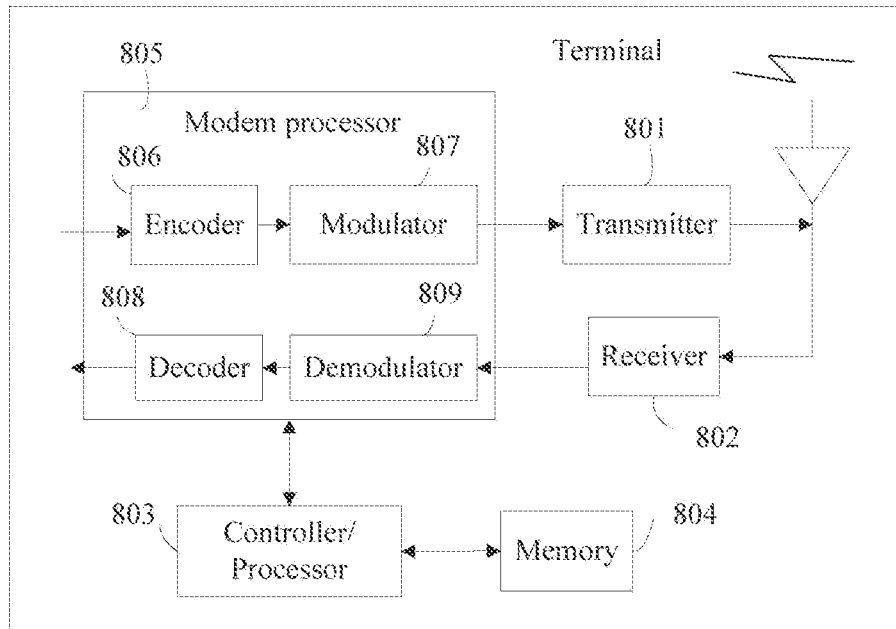 Terminal
805
Modem processor
806
807
801
Encoder
Modulator
Transmitter
808
809
Decoder
Demodulator
Receiver
802
803
Controller/
Processor
Memory
804